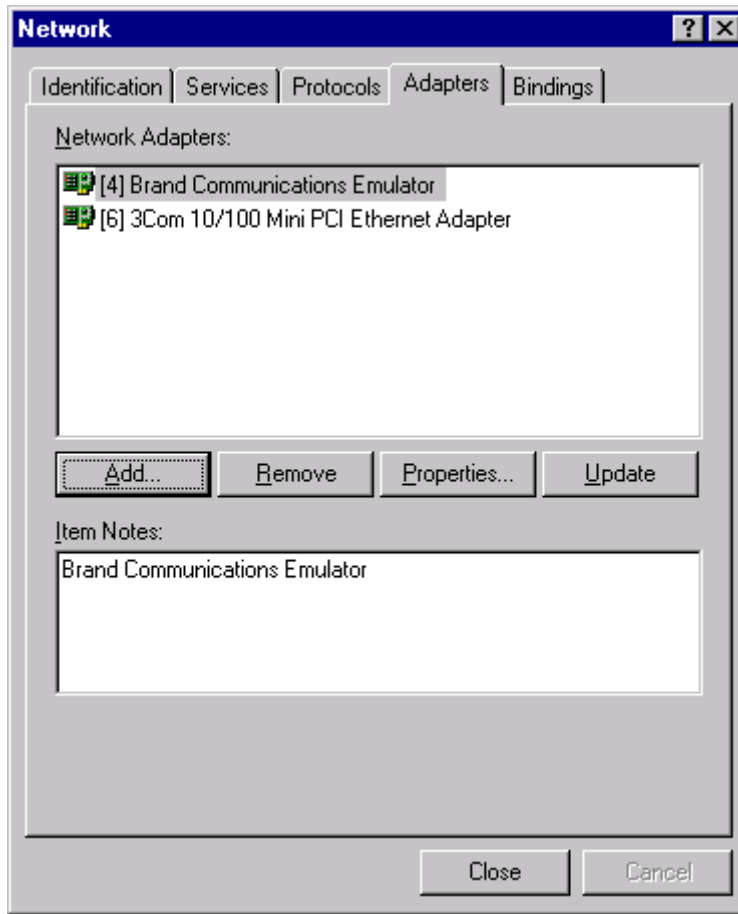 Network
Identification Services Protocols Adapters Bindings
Network Adapters:
[4] Brand Communications Emulator
[6] 3Com 10/100 Mini PCI Ethernet Adapter
Add... Remove Properties... Update
Item Notes:
Brand Communications Emulator
Close Cancel